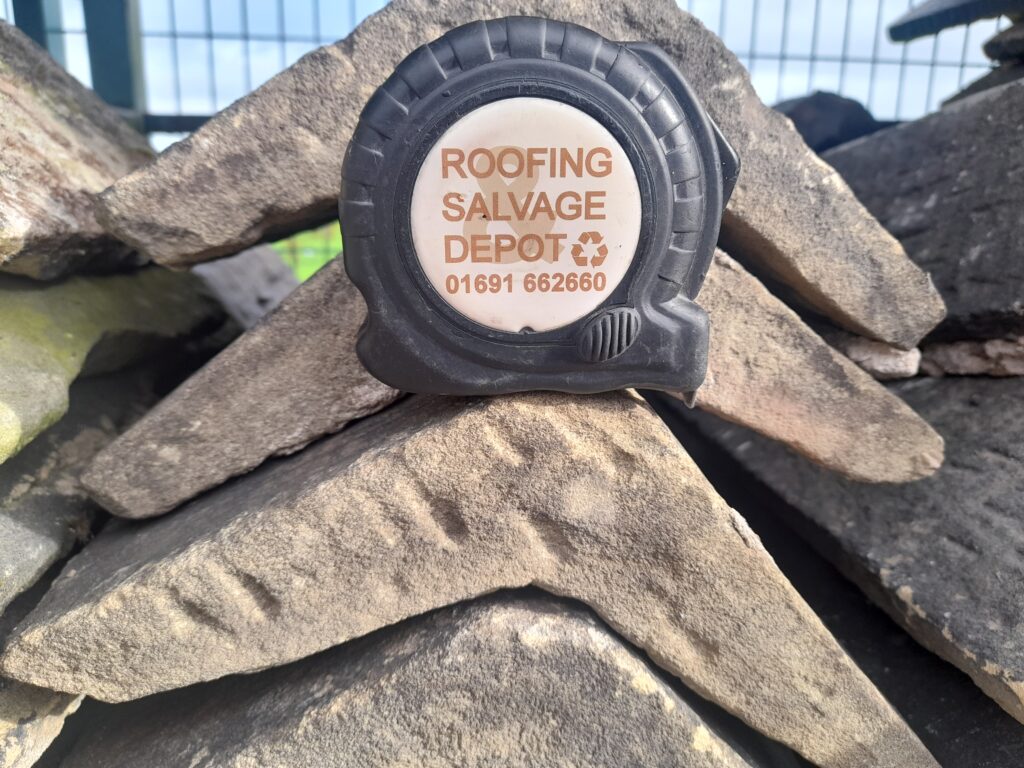 ROOFING
SALVAGE
DEPOT
01691 662660